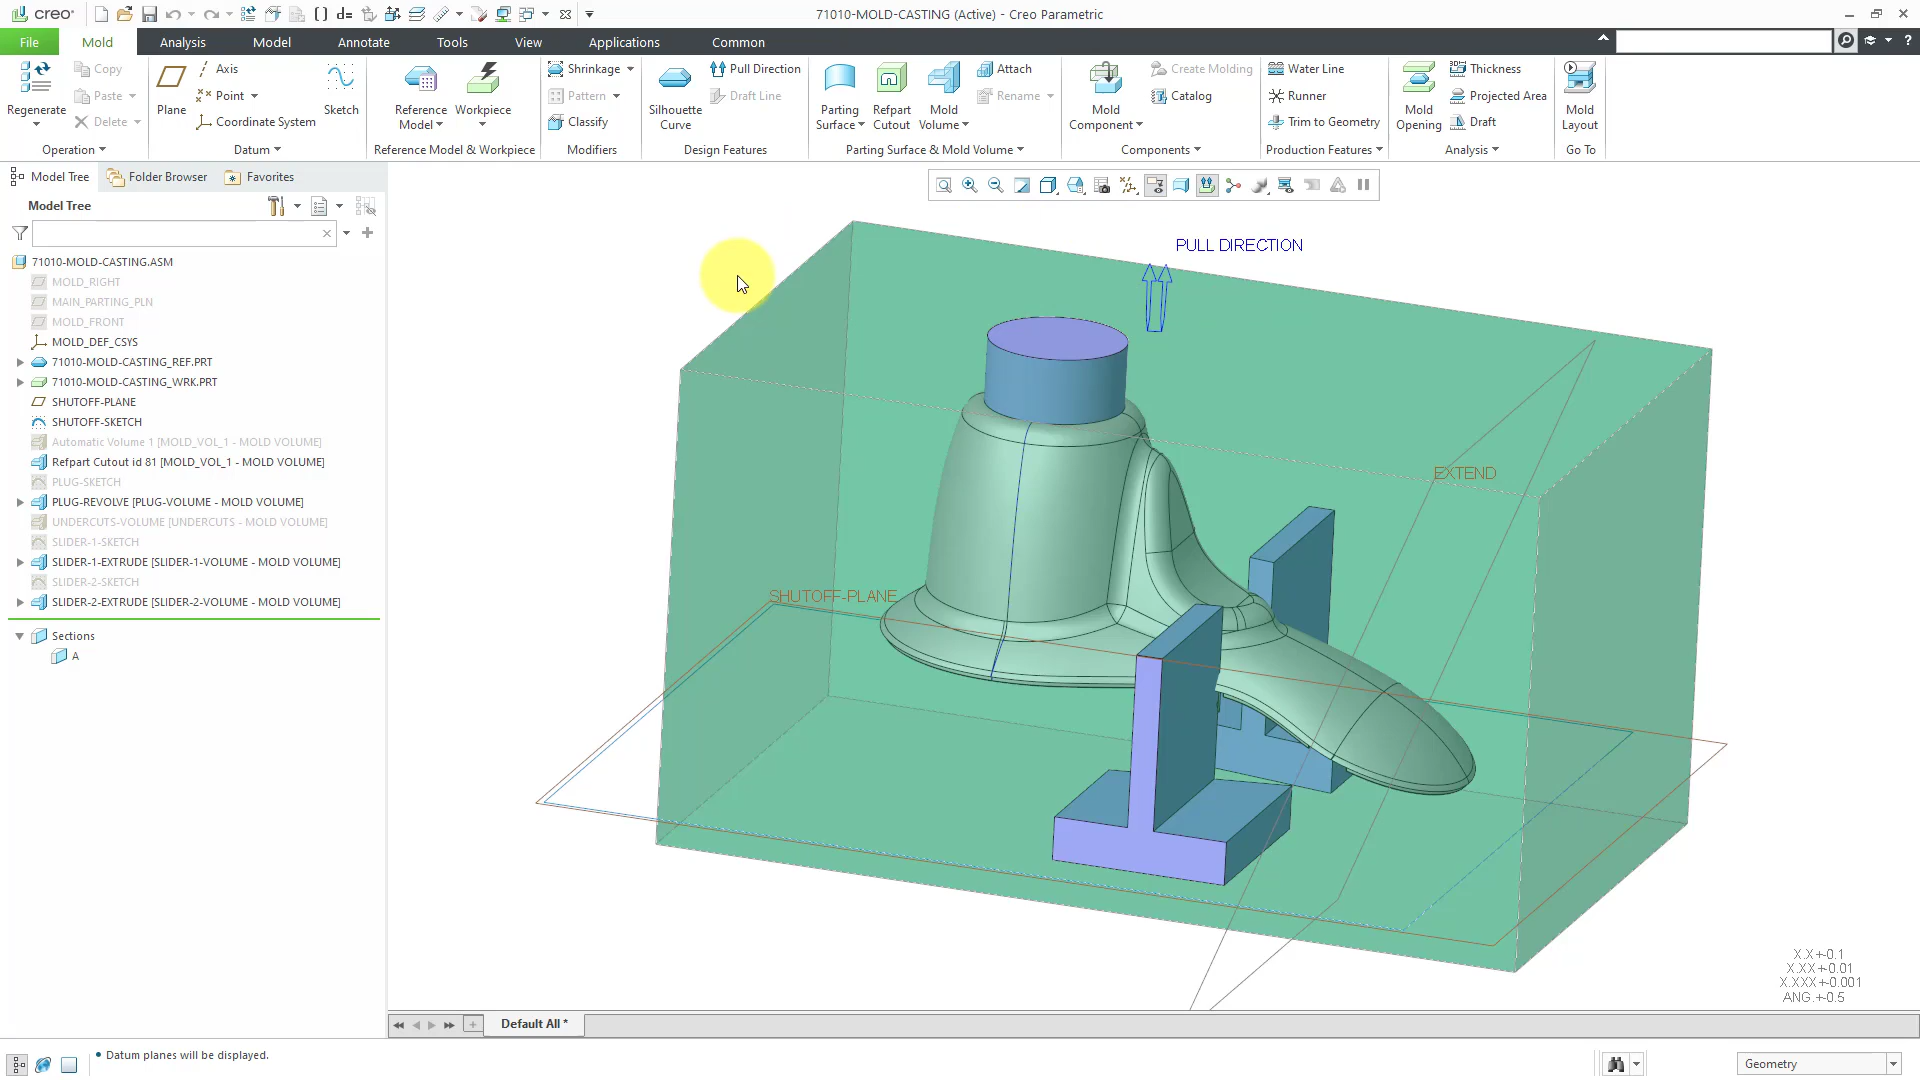 creo
71010-MOLD-CASTING (Active) - Creo Parametric
File
Mold
Analysis
Model
Annotate
Tools
View
Applications
Common
Regenerate
Copy
Paste
Delete
Operation
Plane
Axis
Point
Coordinate System
Sketch
Datum
Reference Model
Workpiece
Reference Model & Workpiece
Shrinkage
Pattern
Classify
Modifiers
Silhouette Curve
Pull Direction
Draft Line
Design Features
Parting Surface
Refpart Cutout
Mold Volume
Attach
Rename
Parting Surface & Mold Volume
Mold Component
Create Molding
Catalog
Components
Water Line
Runner
Trim to Geometry
Production Features
Mold Opening
Thickness
Projected Area
Draft
Analysis
Mold Layout
Go To
Model Tree
Folder Browser
Favorites
Model Tree
71010-MOLD-CASTING.ASM
MOLD_RIGHT
MAIN_PARTING_PLN
MOLD_FRONT
MOLD_DEF_CSYS
71010-MOLD-CASTING_REF.PRT
71010-MOLD-CASTING_WRK.PRT
SHUTOFF-PLANE
SHUTOFF-SKETCH
Automatic Volume 1 [MOLD_VOL_1 - MOLD VOLUME]
Refpart Cutout id 81 [MOLD_VOL_1 - MOLD VOLUME]
PLUG-SKETCH
PLUG-REVOLVE [PLUG-VOLUME - MOLD VOLUME]
UNDERCUTS-VOLUME [UNDERCUTS - MOLD VOLUME]
SLIDER-1-SKETCH
SLIDER-1-EXTRUDE [SLIDER-1-VOLUME - MOLD VOLUME]
SLIDER-2-SKETCH
SLIDER-2-EXTRUDE [SLIDER-2-VOLUME - MOLD VOLUME]
Sections
A
PULL DIRECTION
EXTEND
SHUTOFF-PLANE
X.X+-0.1
X.XX+-0.01
X.XXX+-0.001
ANG.+-0.5
Default All *
• Datum planes will be displayed.
Geometry